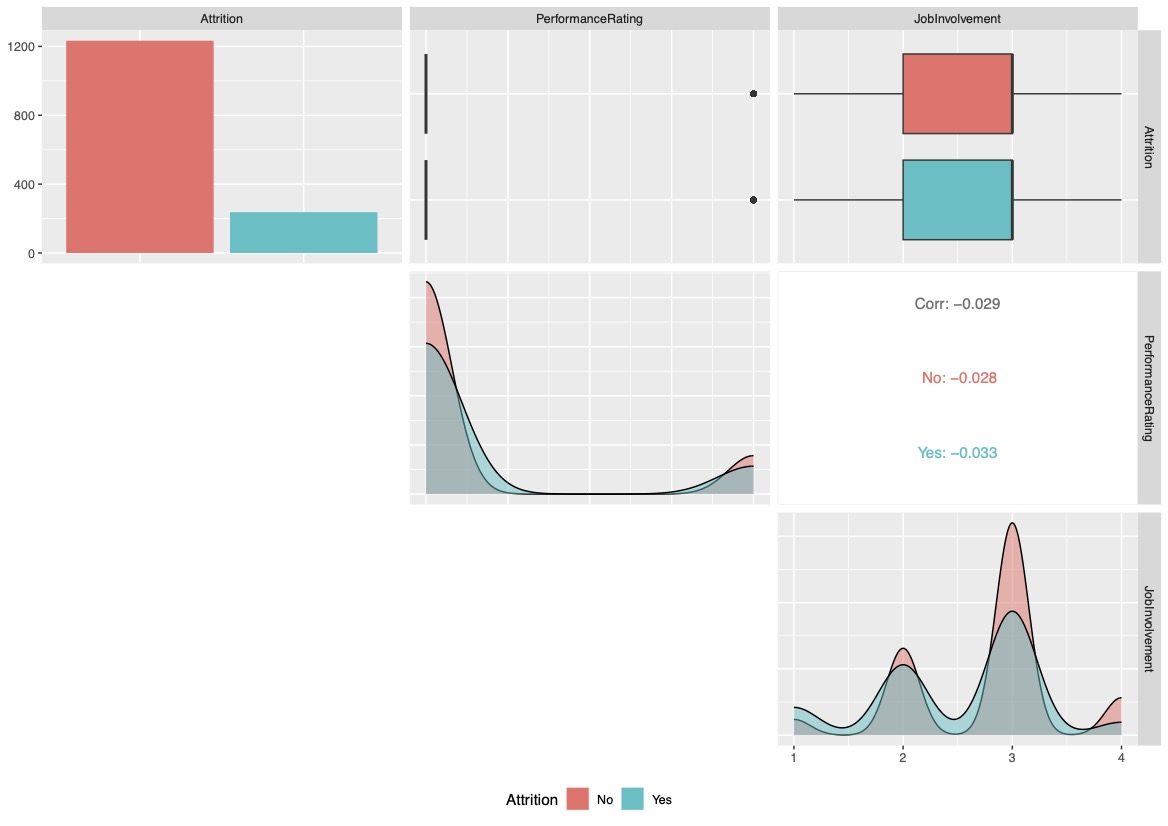 Attrition
PerformanceRating
JobInvolvement
1200
800
400
0
Attrition
Corr: −0.029
No: −0.028
Yes: −0.033
PerformanceRating
JobInvolvement
1 2 3 4
Attrition No Yes